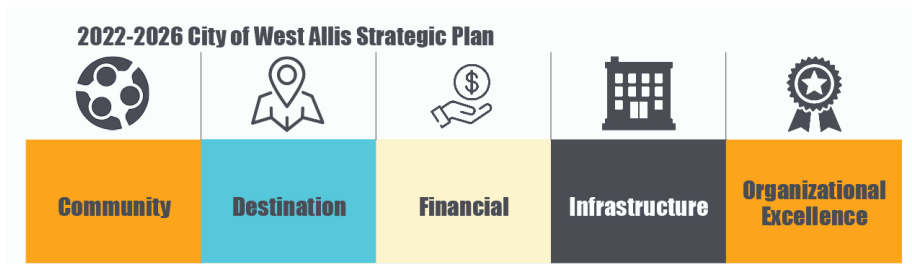 2022-2026 City of West Allis Strategic Plan
$
Community
Destination
Financial
Infrastructure
Organizational
Excellence